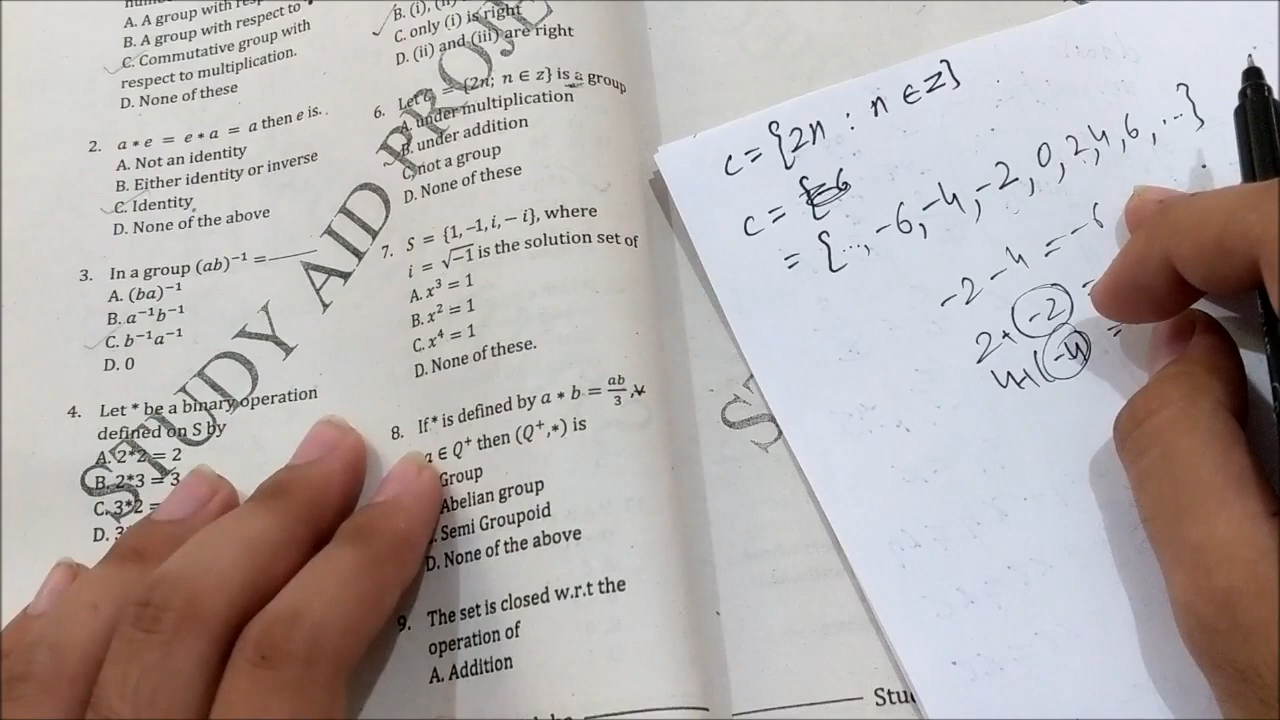 A. A group with
B. A group with respect to
C. Commutative group with
respect to multiplication.
D. None of these
2. a * e = e * a = a then e is.
A. Not an identity
B. Either identity or inverse
C. Identity
D. None of the above
3. In a group (ab)⁻¹ = ______
A. (ba)⁻¹
B. a⁻¹b⁻¹
C. b⁻¹a⁻¹
D. 0
4. Let * be a binary operation
defined on S by
A. 2*2 = 2
B. 2*3 = 3
C. 3*2 =
D. 3
B. (i),
C. only (i) is right
D. (ii) and (iii) are right
6. Let = {2n; n ∈ z} is a group
A. under multiplication
B. under addition
C. not a group
D. None of these
7. S = {1, -1, i, - i}, where
i = √-1 is the solution set of
A. x³ = 1
B. x² = 1
C. x⁴ = 1
D. None of these.
8. If * is defined by a * b = ab/3, ∀
a ∈ Q⁺ then (Q⁺,*) is
Group
Abelian group
. Semi Groupoid
D. None of the above
9. The set is closed w.r.t the
operation of
A. Addition
STUDY AID PROJE
ST
Stu
C = {2n : n ∈ Z}
C =
= {..., -6, -4, -2, 0, 2, 4, 6, ...}
-2 - 4 = -6
2 + (-2) =
4 + (-4) =